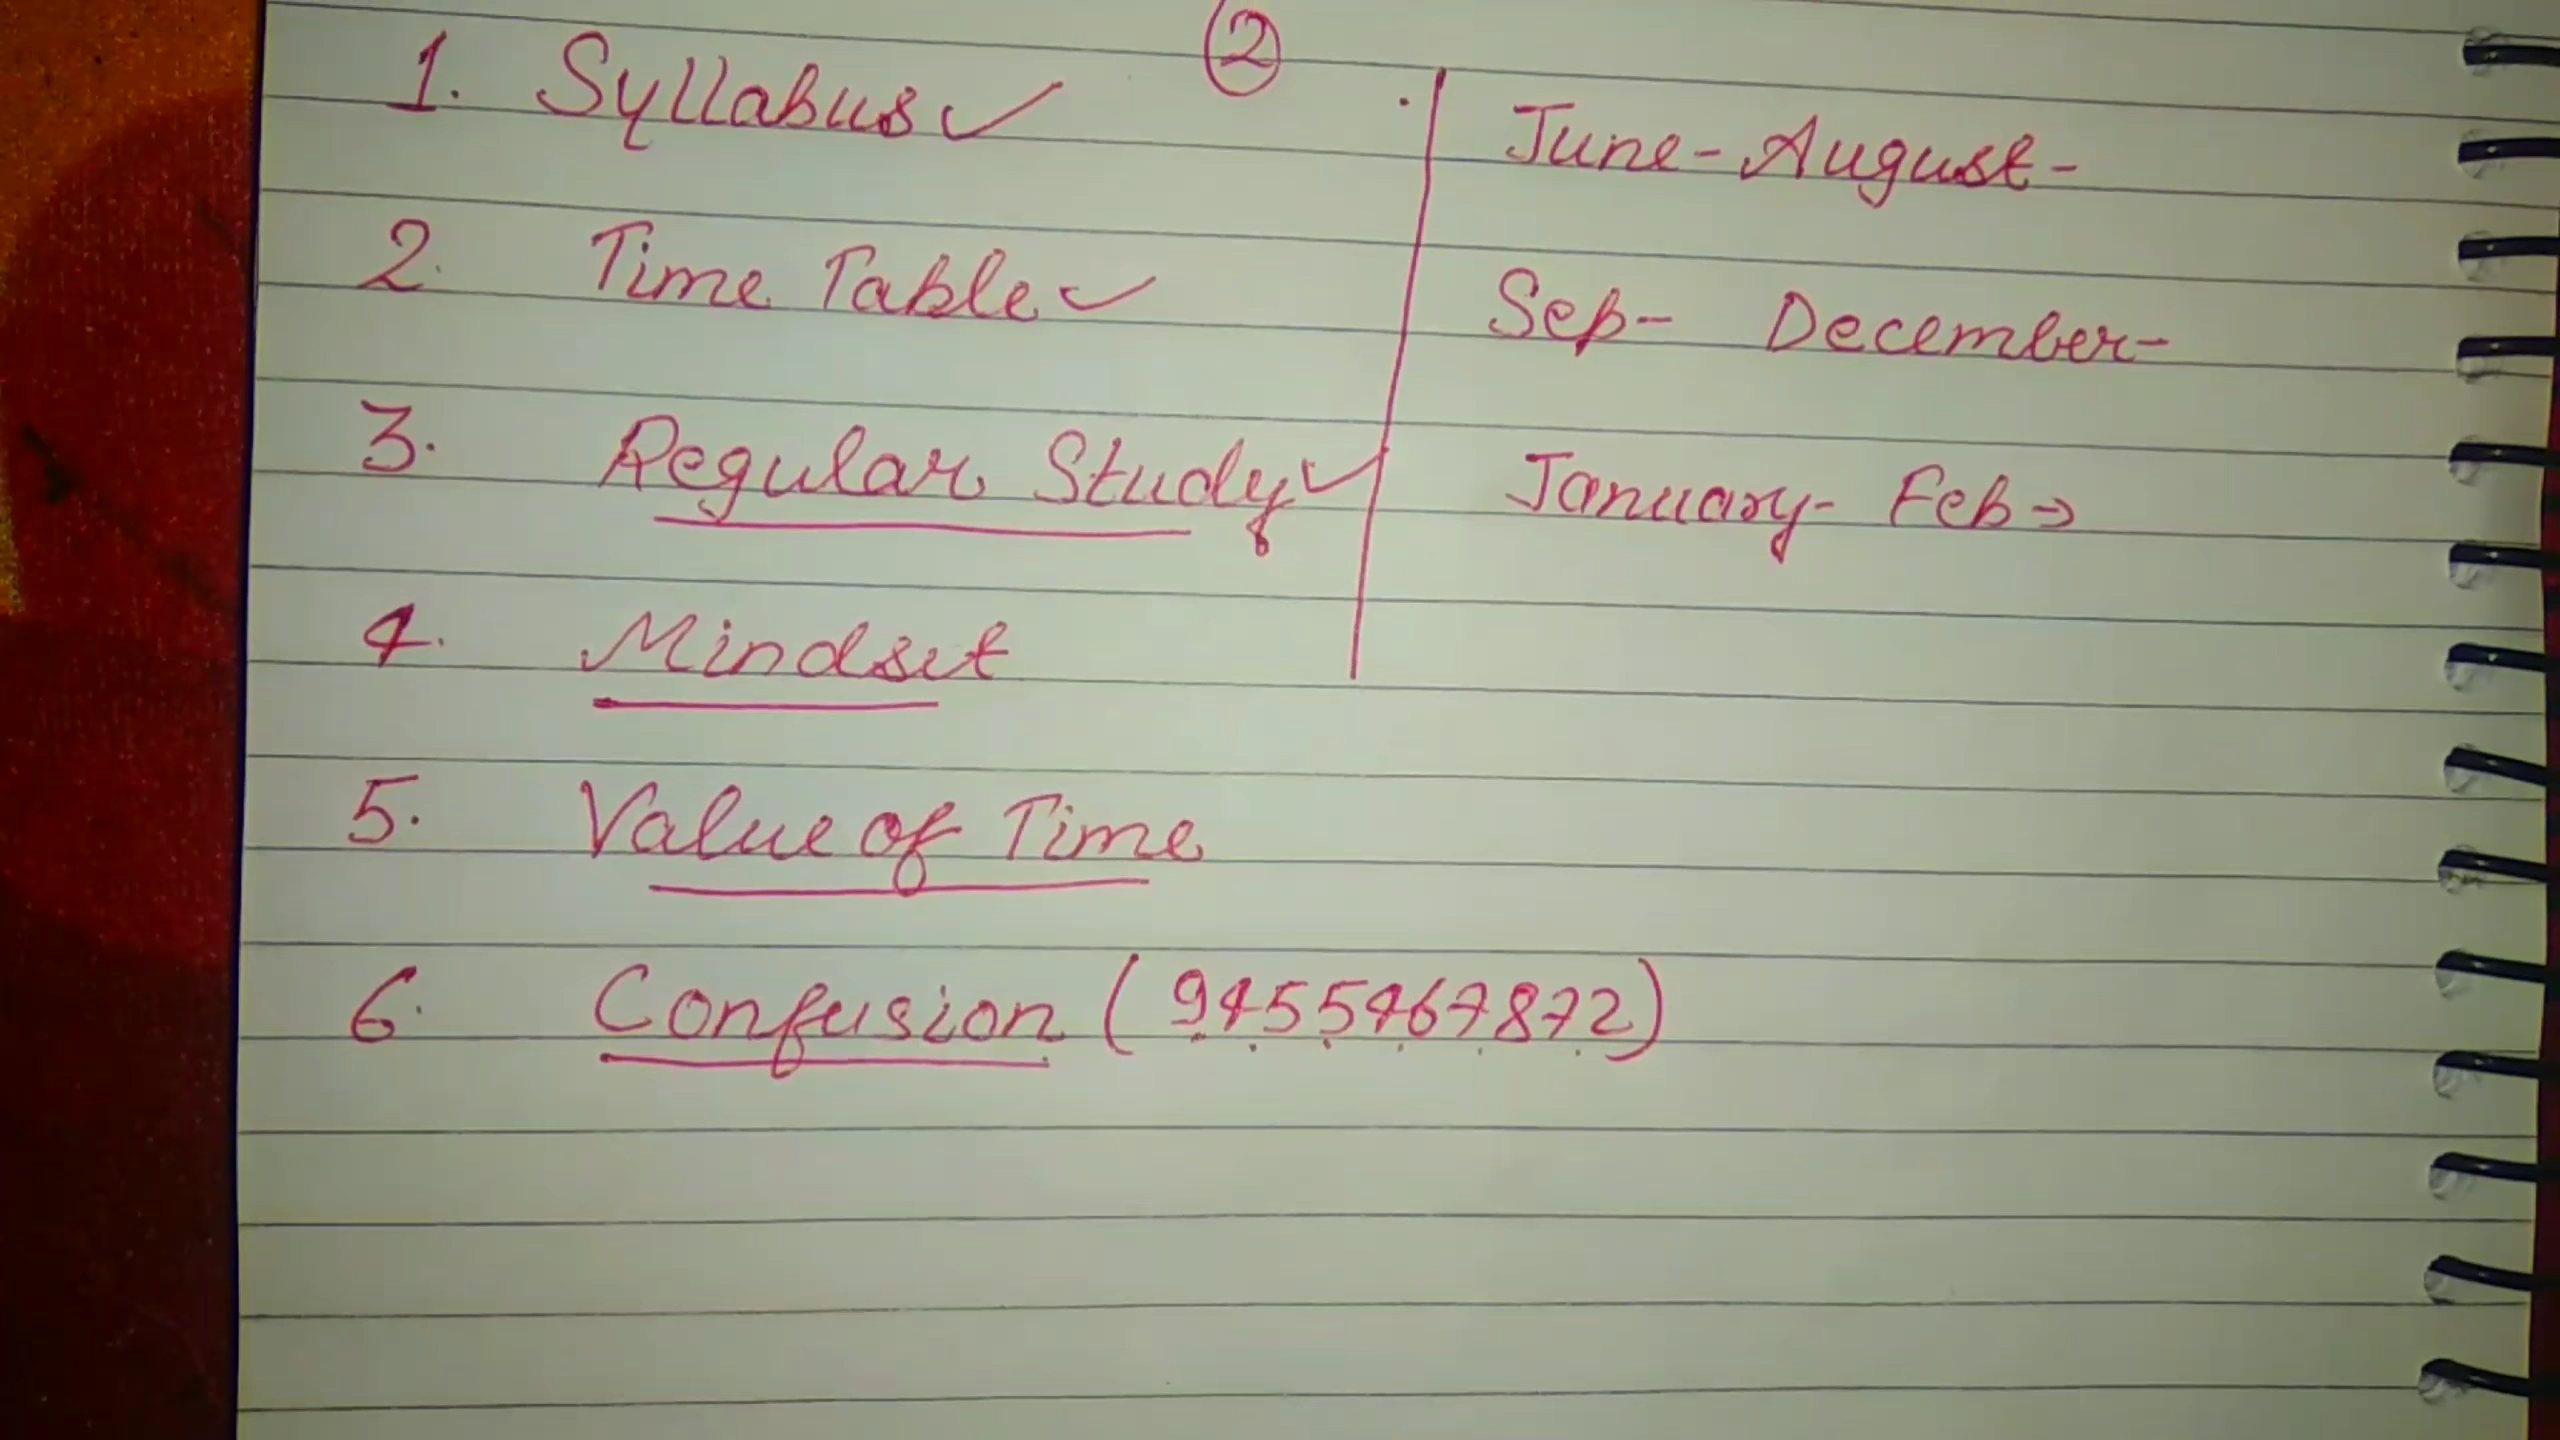 ②
1. Syllabus ✓
2. Time Table ✓
3. Regular Study ✓
4. Mindset
5. Value of Time
6. Confusion (9455467872)
June - August -
Sep - December -
January - Feb →